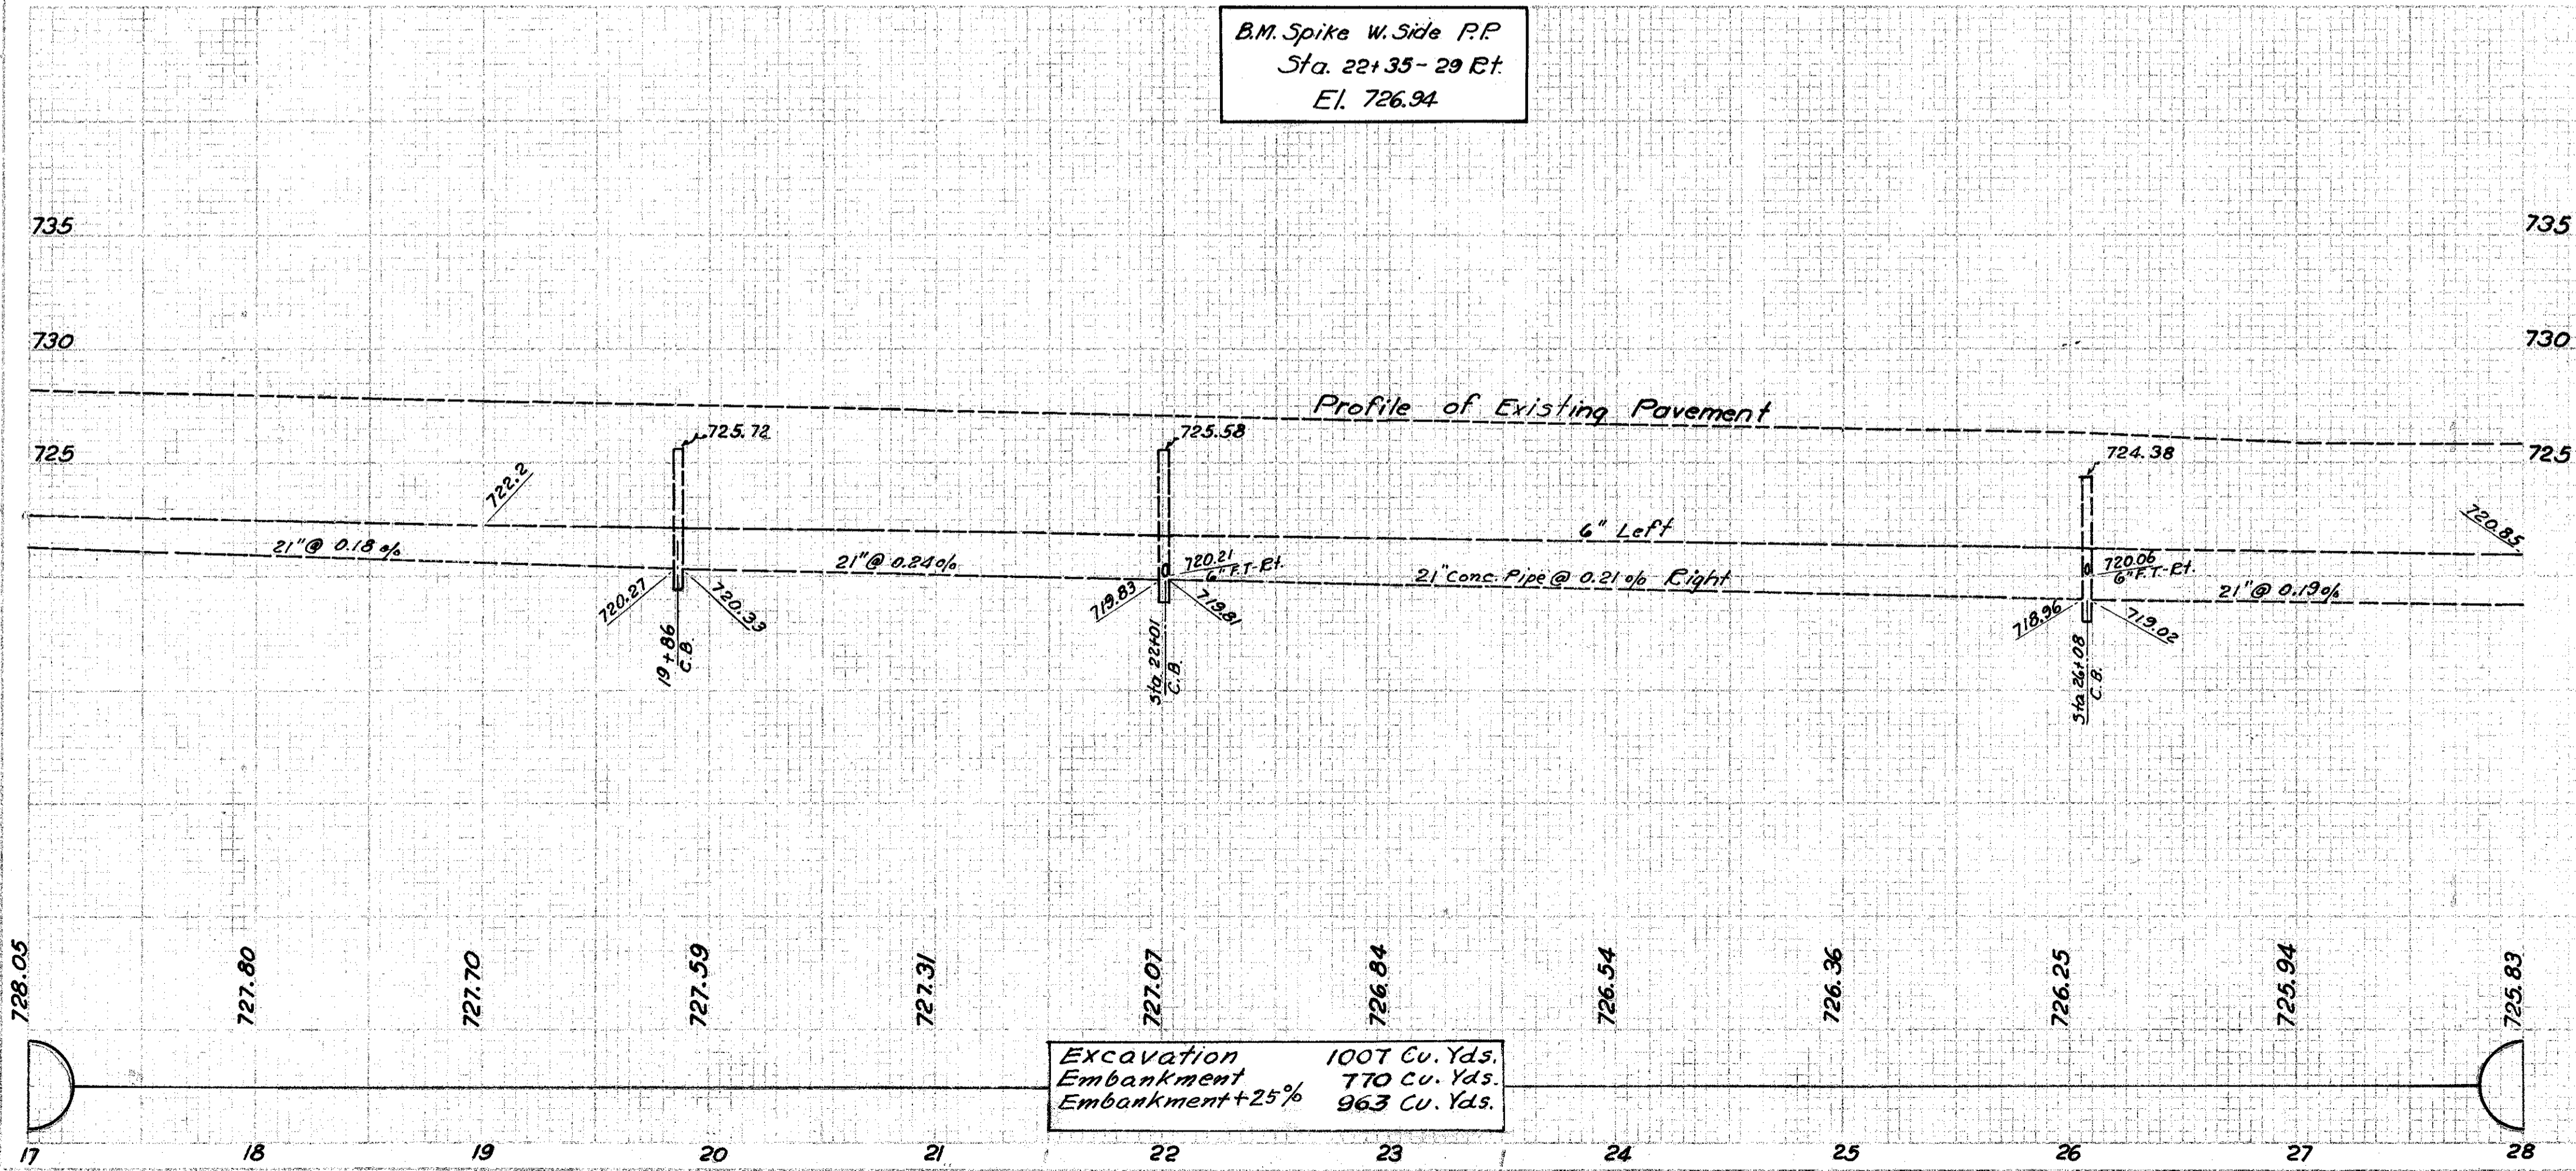 B.M. Spike W. Side P.P.
Sta. 22+35-29 Rt.
El. 726.94
735
735
730
730
Profile of Existing Pavement
725.72
725.58
724.38
725
725
722.2
720.85
6" Left
21" @ 0.18 %
21" @ 0.24%
720.21
6" F.T-Rt.
21" Conc. Pipe @ 0.21 % Right
720.06
6" F.T.-Rt.
21" @ 0.19%
720.27
720.33
719.83
719.81
718.96
719.02
19+86
C.B.
Sta. 22+01
C.B.
Sta 26+08
C.B.
728.05
727.80
727.70
727.59
727.31
727.07
726.84
726.54
726.36
726.25
725.94
725.83
Excavation 1007 Cu. Yds.
Embankment 770 Cu. Yds.
Embankment+25% 963 Cu. Yds.
17 18 19 20 21 22 23 24 25 26 27 28